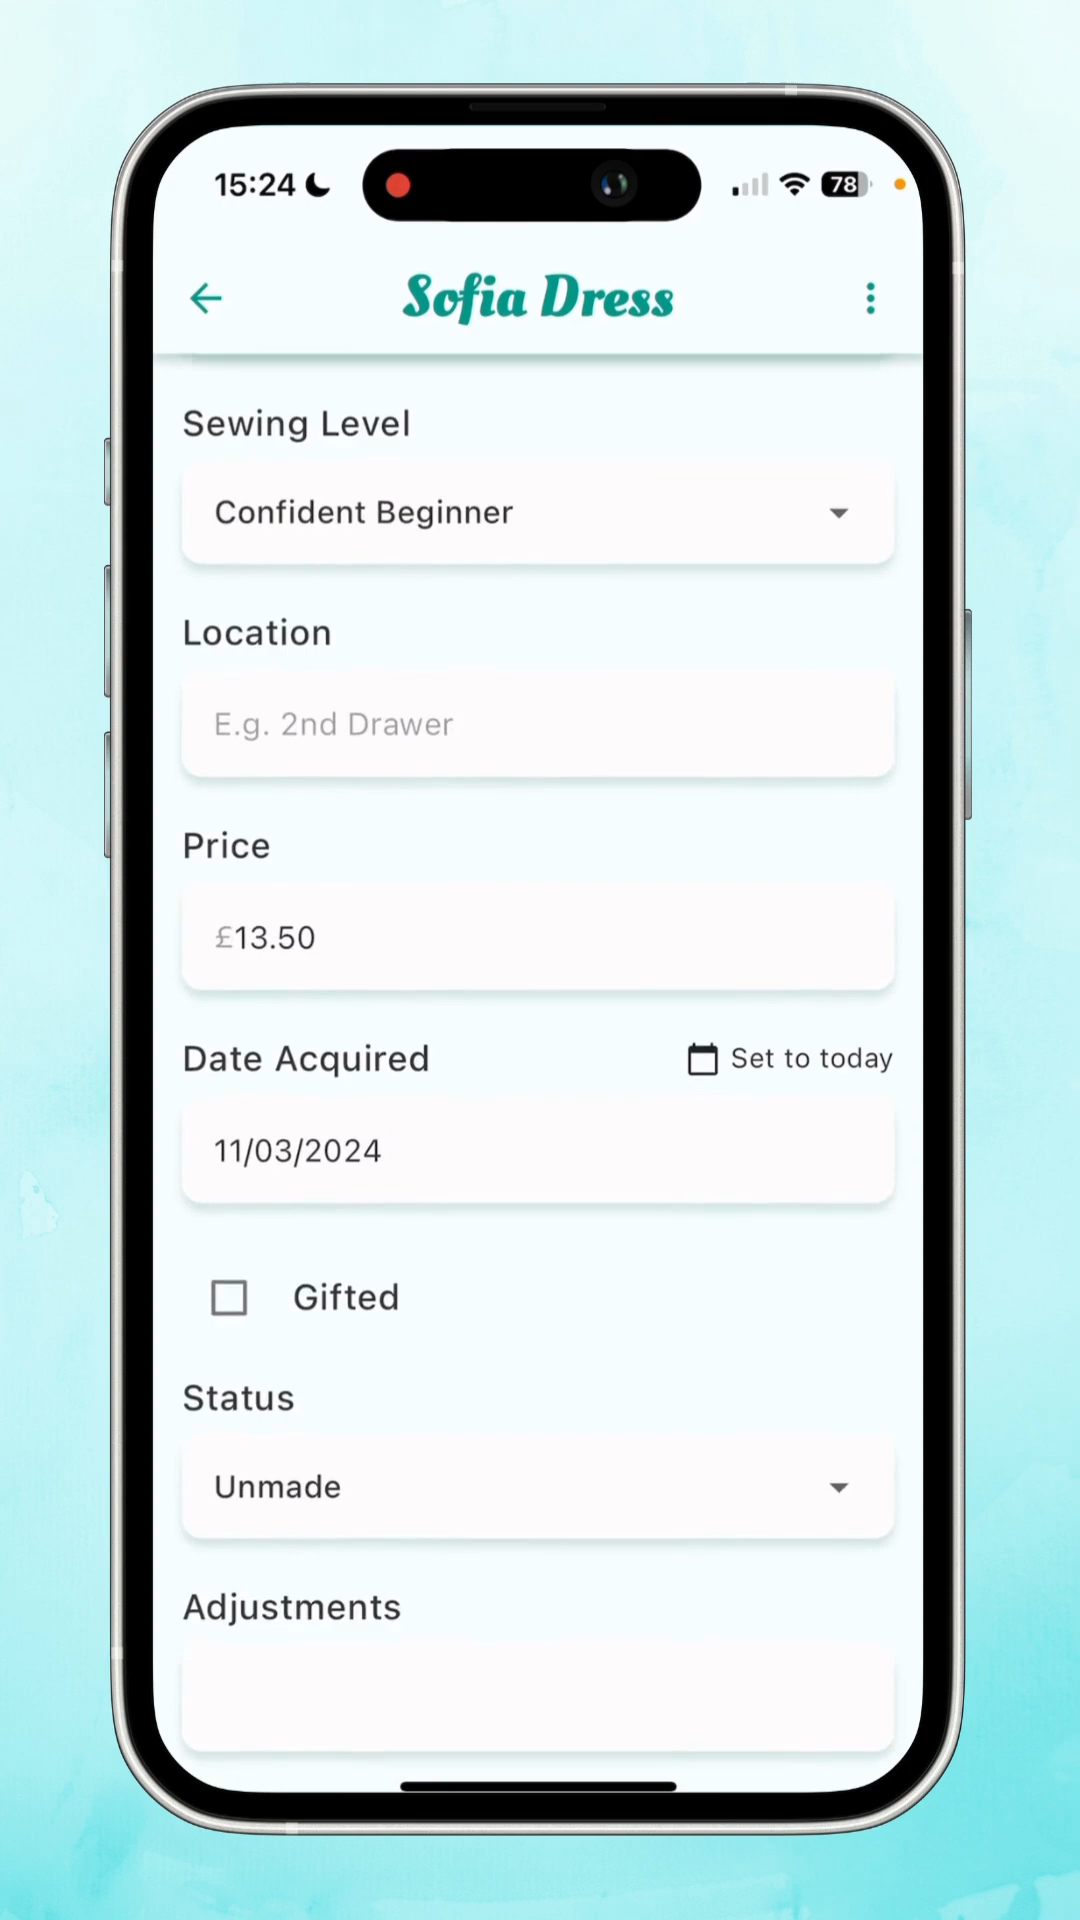 15:24
78
Sofia Dress
Sewing Level
Confident Beginner
Location
E.g. 2nd Drawer
Price
£13.50
Date Acquired
Set to today
11/03/2024
Gifted
Status
Unmade
Adjustments